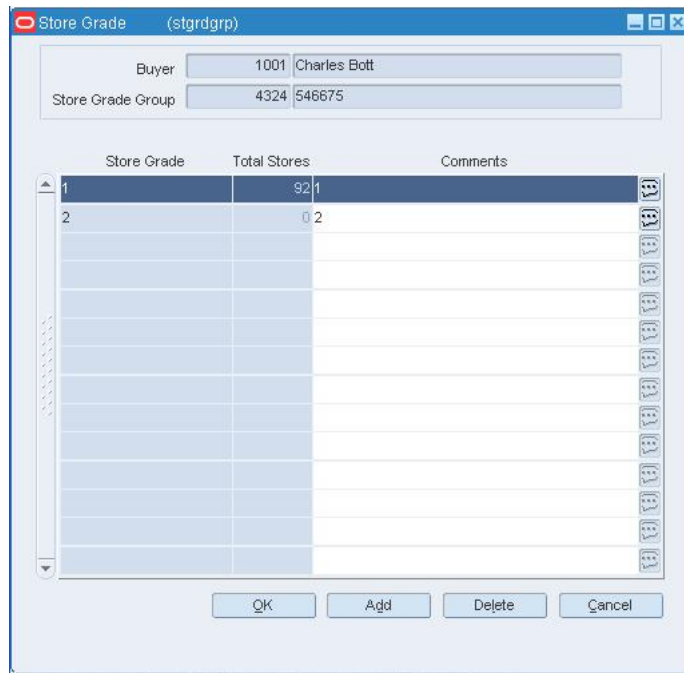 Store Grade (stgrdgrp)
Buyer 1001 Charles Bott
Store Grade Group 4324 546675
Store Grade Total Stores Comments
1 92 1
2 0 2
OK Add Delete Cancel